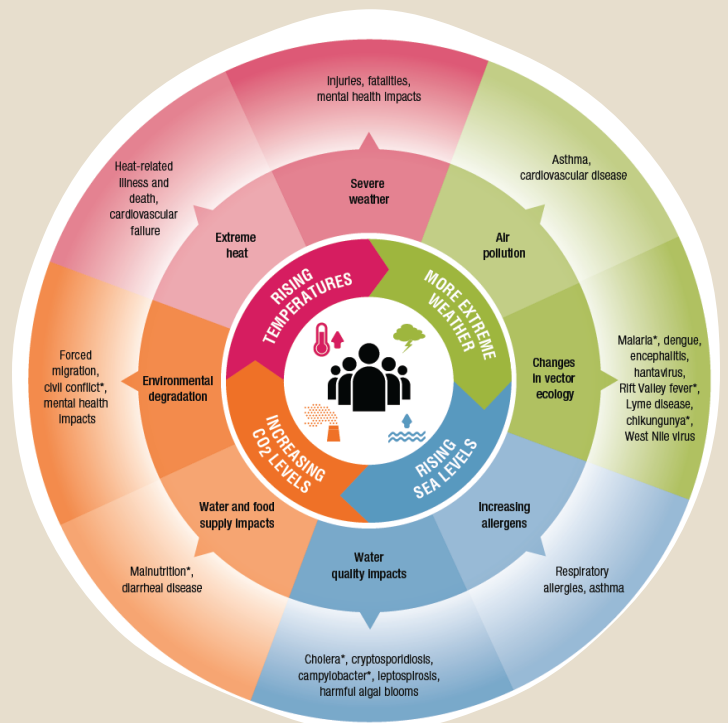 Injuries, fatalities,
mental health impacts
Severe
weather
Asthma,
cardiovascular disease
Air
pollution
Malaria*, dengue,
encephalitis,
hantavirus,
Rift Valley fever*,
Lyme disease,
chikungunya*,
West Nile virus
Changes
in vector
ecology
Respiratory
allergies, asthma
Increasing
allergens
Cholera*, cryptosporidiosis,
campylobacter*, leptospirosis,
harmful algal blooms
Water
quality impacts
Malnutrition*,
diarrheal disease
Water and food
supply impacts
Forced
migration,
civil conflict*,
mental health
impacts
Environmental
degradation
Heat-related
illness and
death,
cardiovascular
failure
Extreme
heat
RISING
TEMPERATURES
MORE EXTREME
WEATHER
RISING
SEA LEVELS
INCREASING
CO2 LEVELS